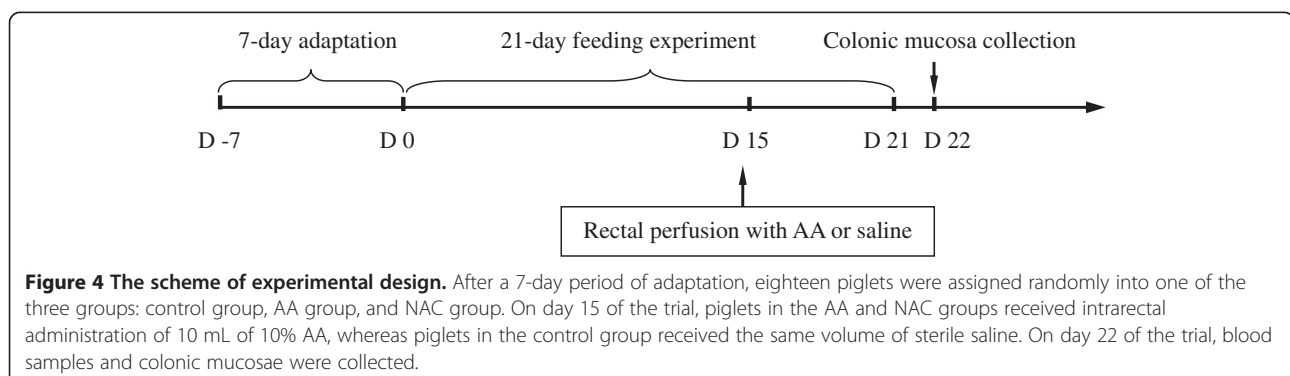 7-day adaptation 21-day feeding experiment Colonic mucosa collection
D -7 D 0 D 15 D 21 D 22
Rectal perfusion with AA or saline
Figure 4 The scheme of experimental design. After a 7-day period of adaptation, eighteen piglets were assigned randomly into one of the
three groups: control group, AA group, and NAC group. On day 15 of the trial, piglets in the AA and NAC groups received intrarectal
administration of 10 mL of 10% AA, whereas piglets in the control group received the same volume of sterile saline. On day 22 of the trial, blood
samples and colonic mucosae were collected.